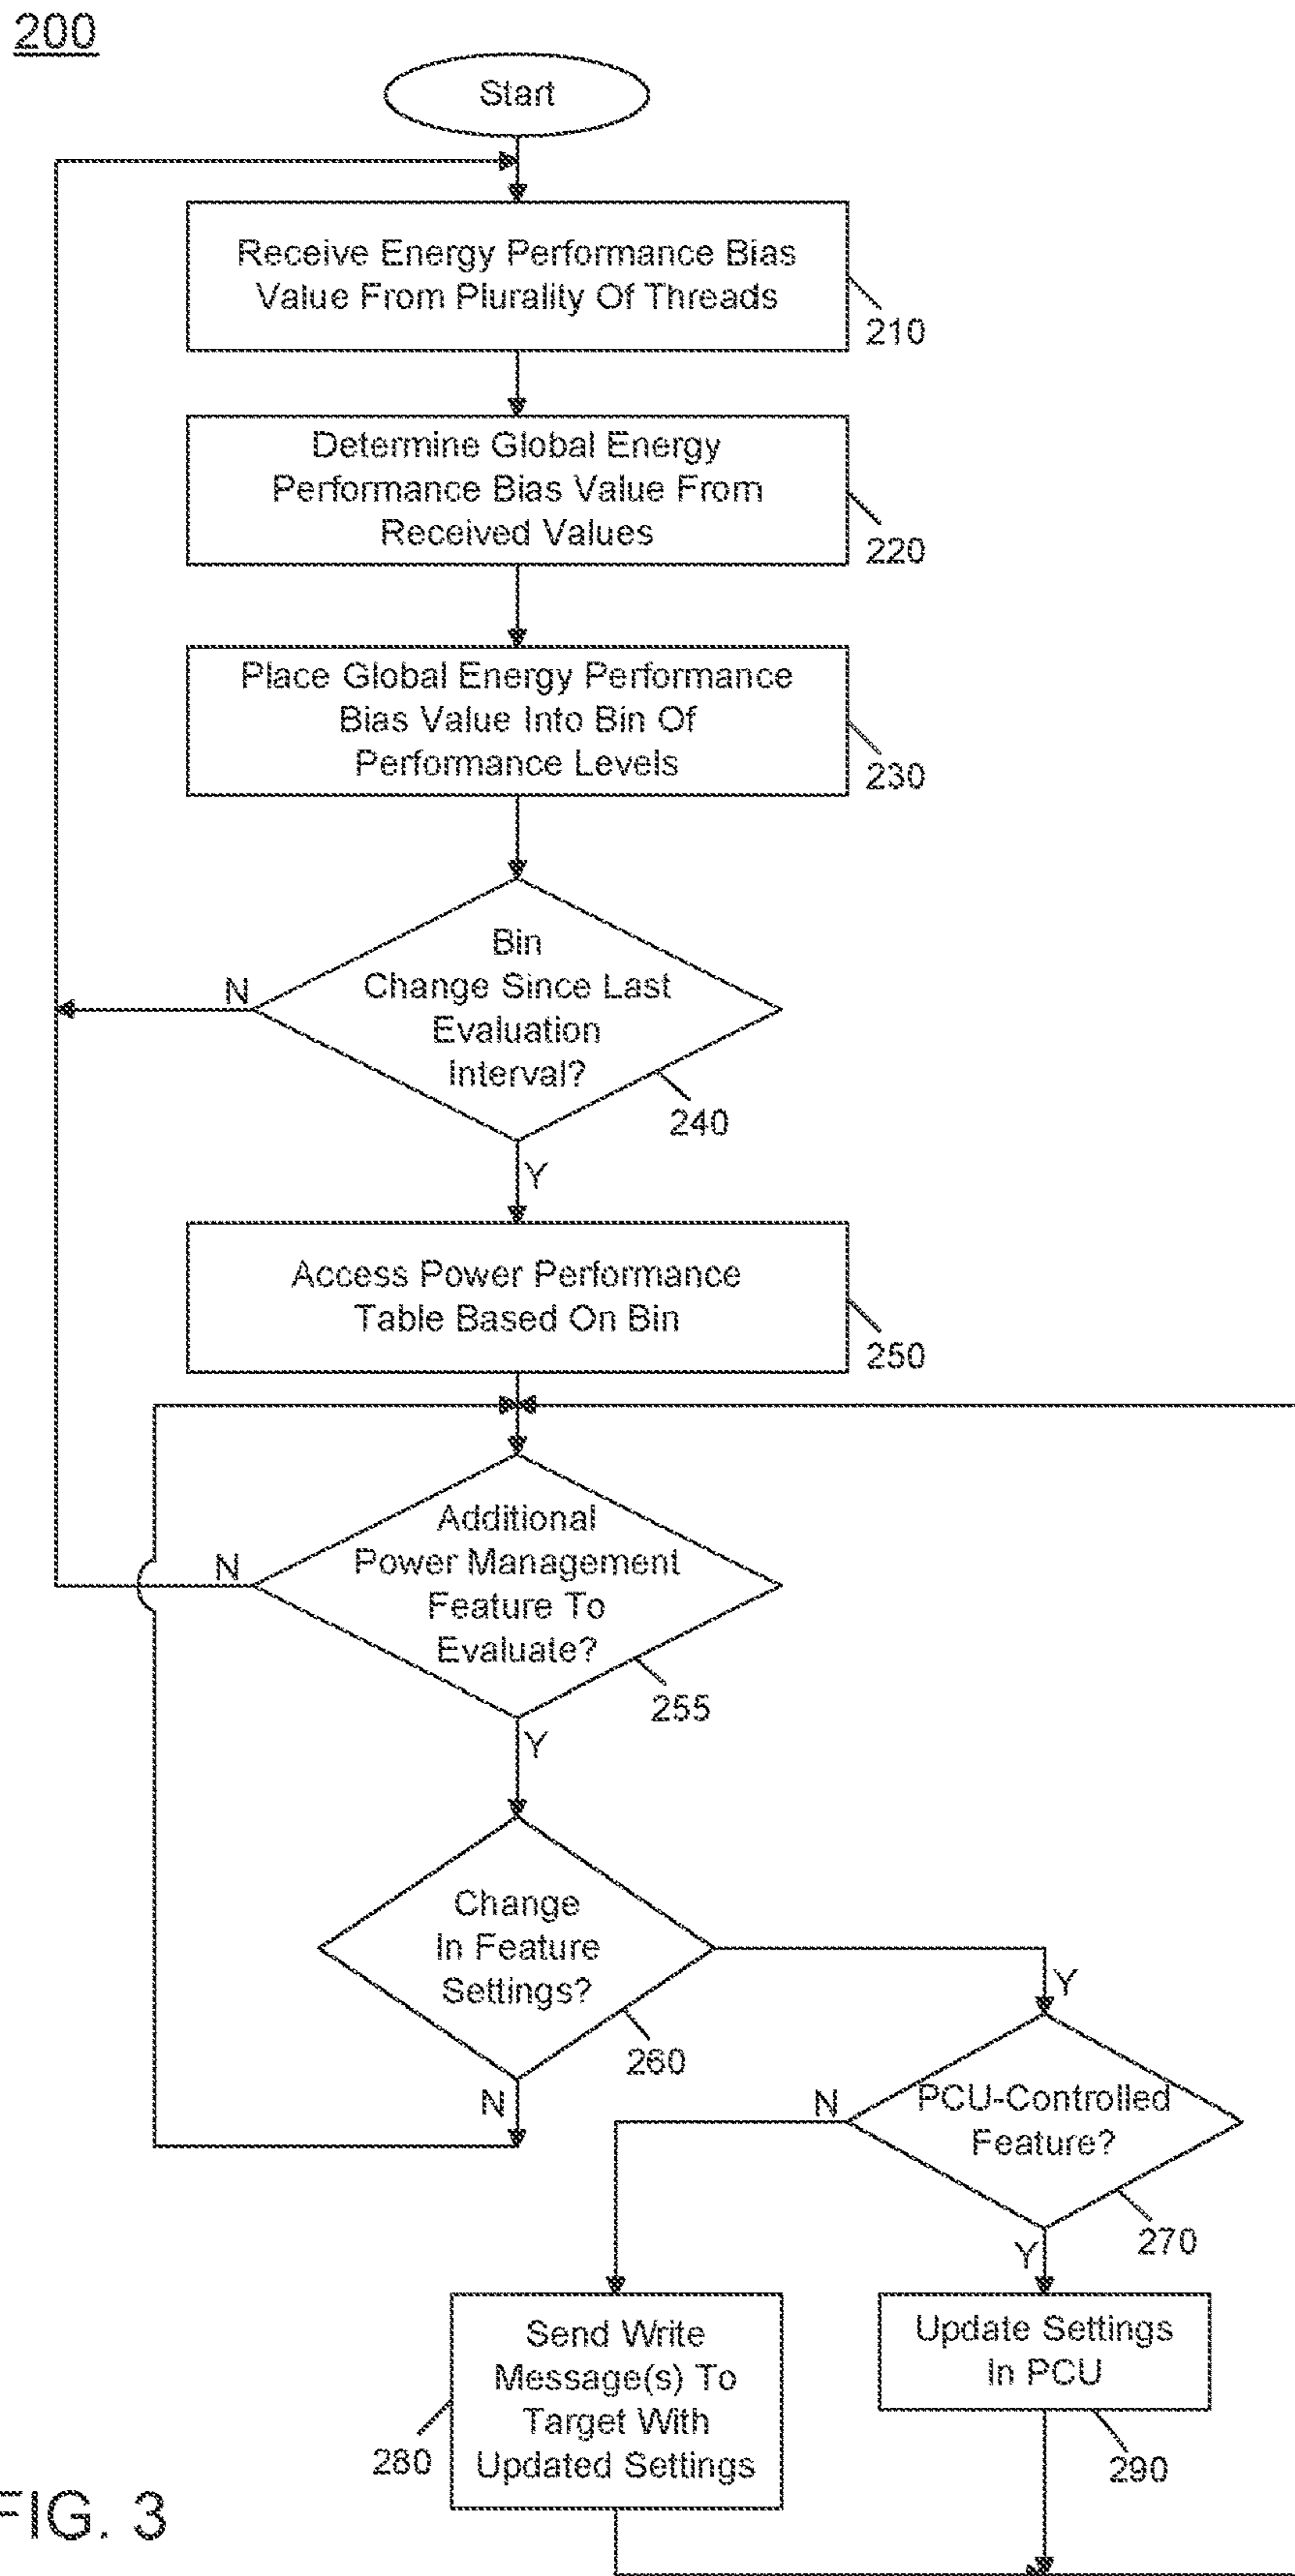 200
Start
Receive Energy Performance Bias
Value From Plurality Of Threads
210
Determine Global Energy
Performance Bias Value From
Received Values
220
Place Global Energy Performance
Bias Value Into Bin Of
Performance Levels
230
Bin
Change Since Last
Evaluation
Interval?
N
240
Y
Access Power Performance
Table Based On Bin
250
Additional
Power Management
Feature To
Evaluate?
N
255
Y
Change
In Feature
Settings?
Y
260
N
PCU-Controlled
Feature?
N
270
Y
Send Write
Message(s) To
Target With
Updated Settings
280
Update Settings
In PCU
290
FIG. 3